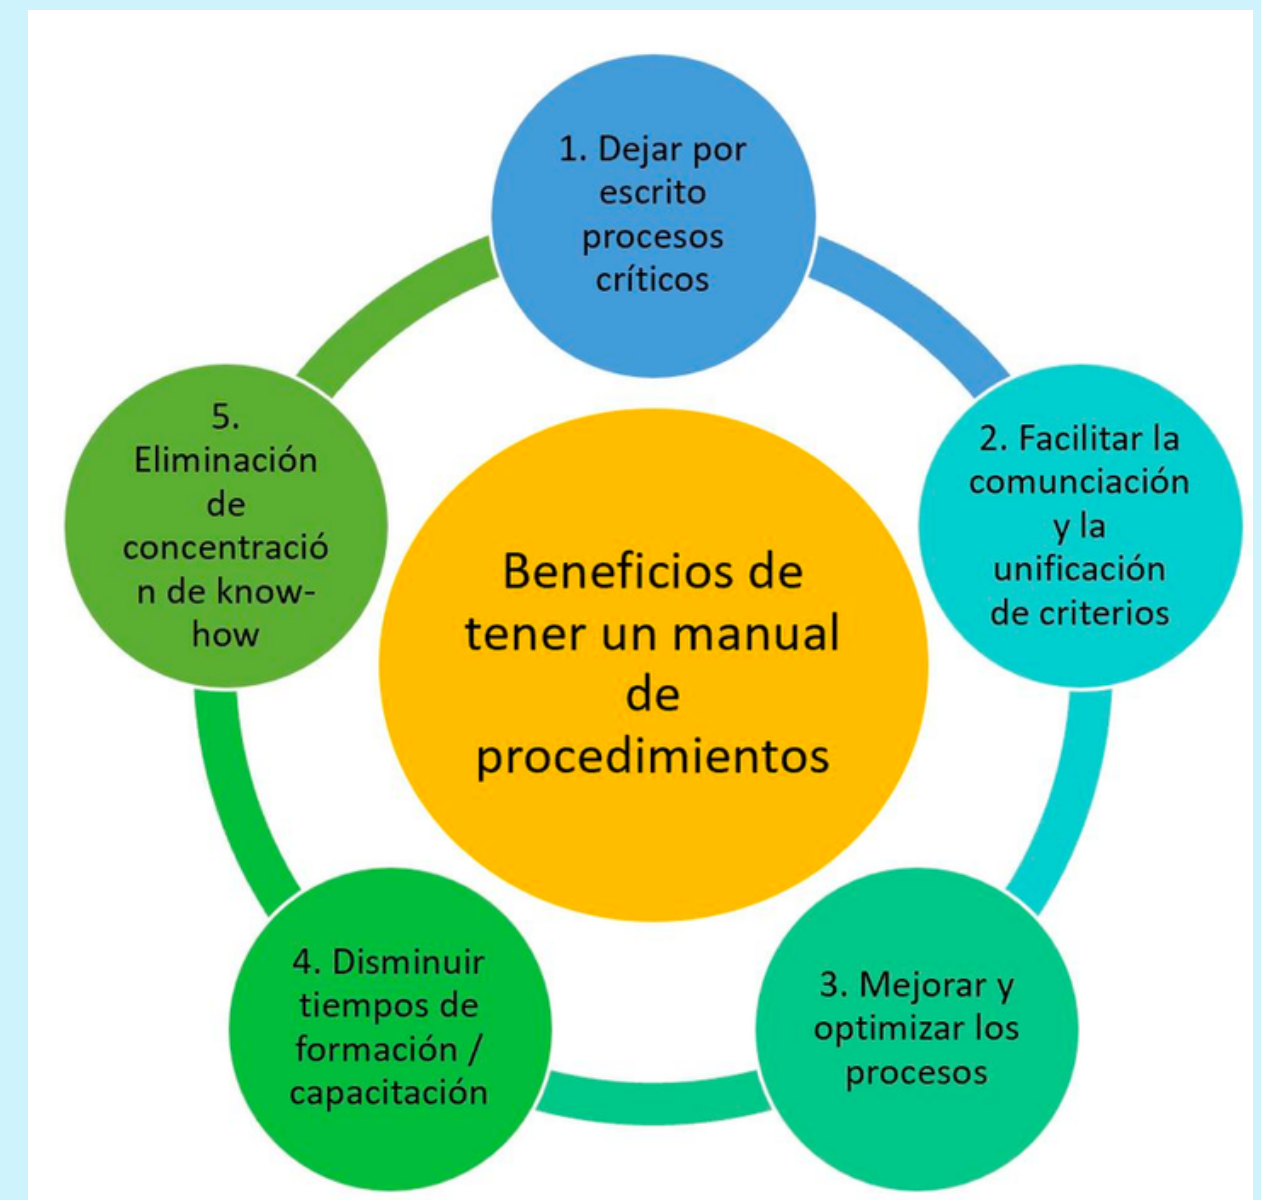 1. Dejar por
escrito
procesos
críticos
2. Facilitar la
comunciación
y la
unificación
de criterios
3. Mejorar y
optimizar los
procesos
4. Disminuir
tiempos de
formación /
capacitación
5.
Eliminación
de
concentració
n de know-
how
Beneficios de
tener un manual
de
procedimientos